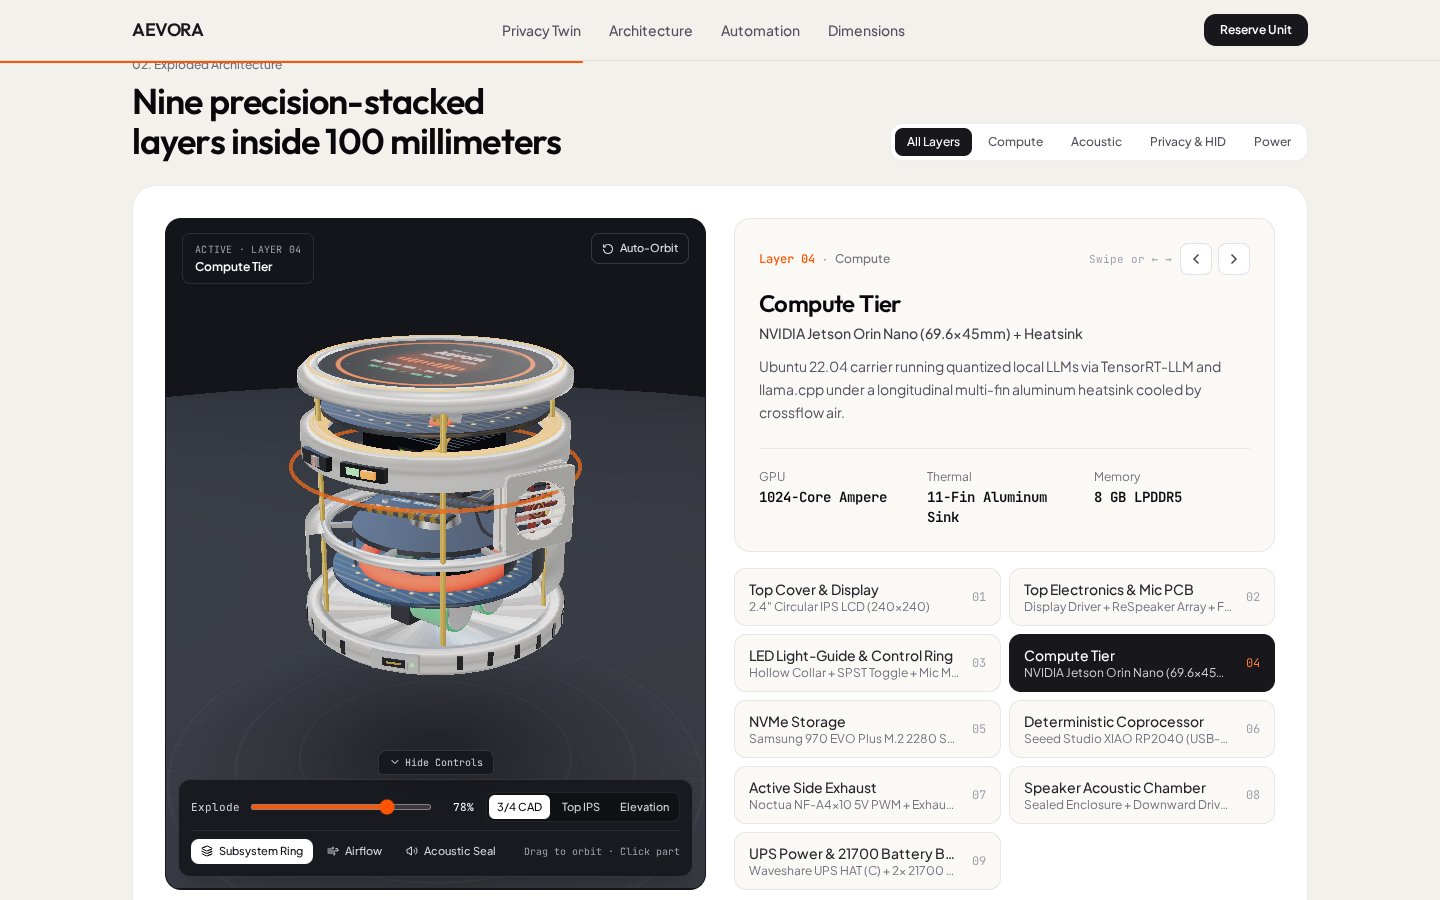 AEVORA
Privacy Twin
Architecture
Automation
Dimensions
Reserve Unit
02. Exploded Architecture
Nine precision-stacked
layers inside 100 millimeters
All Layers
Compute
Acoustic
Privacy & HID
Power
ACTIVE · LAYER 04
Compute Tier
Auto-Orbit
AEVORA
Hide Controls
Explode
78%
3/4 CAD
Top IPS
Elevation
Subsystem Ring
Airflow
Acoustic Seal
Drag to orbit · Click part
Layer 04 · Compute
Swipe or ← →
Compute Tier
NVIDIA Jetson Orin Nano (69.6×45mm) + Heatsink
Ubuntu 22.04 carrier running quantized local LLMs via TensorRT-LLM and
llama.cpp under a longitudinal multi-fin aluminum heatsink cooled by
crossflow air.
GPU
1024-Core Ampere
Thermal
11-Fin Aluminum
Sink
Memory
8 GB LPDDR5
Top Cover & Display
2.4" Circular IPS LCD (240×240)
01
Top Electronics & Mic PCB
Display Driver + ReSpeaker Array + F...
02
LED Light-Guide & Control Ring
Hollow Collar + SPST Toggle + Mic M...
03
Compute Tier
NVIDIA Jetson Orin Nano (69.6×45...
04
NVMe Storage
Samsung 970 EVO Plus M.2 2280 S...
05
Deterministic Coprocessor
Seeed Studio XIAO RP2040 (USB-...
06
Active Side Exhaust
Noctua NF-A4×10 5V PWM + Exhau...
07
Speaker Acoustic Chamber
Sealed Enclosure + Downward Driv...
08
UPS Power & 21700 Battery B...
Waveshare UPS HAT (C) + 2× 21700 ...
09